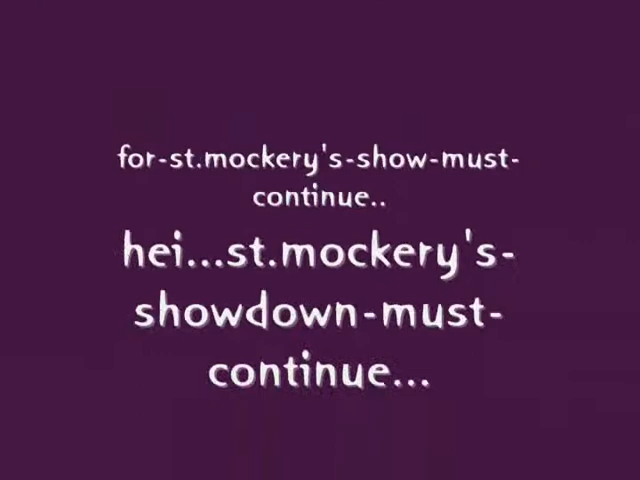 for-st.mockery's-show-must-
continue..
hei...st.mockery's-
showdown-must-
continue...